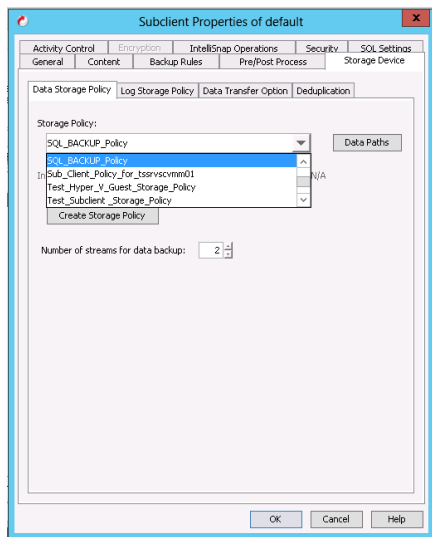 Subclient Properties of default
x
Activity Control Encryption IntelliSnap Operations Security SQL Settings
General Content Backup Rules Pre/Post Process Storage Device
Data Storage Policy Log Storage Policy Data Transfer Option Deduplication
Storage Policy:
SQL_BACKUP_Policy Data Paths
SQL_BACKUP_Policy
Sub_Client_Policy_for_tssrvscvmm01
In N/A
Test_Hyper_V_Guest_Storage_Policy
Test_Subclient _Storage_Policy
Create Storage Policy
Number of streams for data backup: 2
OK Cancel Help